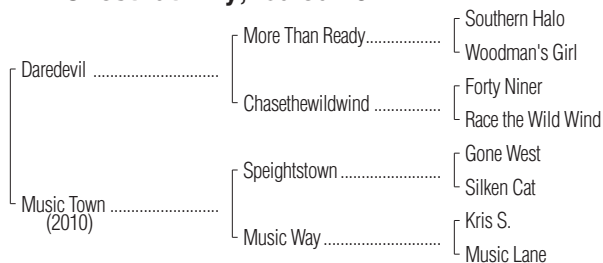 Southern Halo
More Than Ready..................
Woodman's Girl
Daredevil ..............................
Forty Niner
Chasethewildwind ................
Race the Wild Wind
Gone West
Speightstown ........................
Silken Cat
Music Town ..........................
(2010)
Kris S.
Music Way.............................
Music Lane